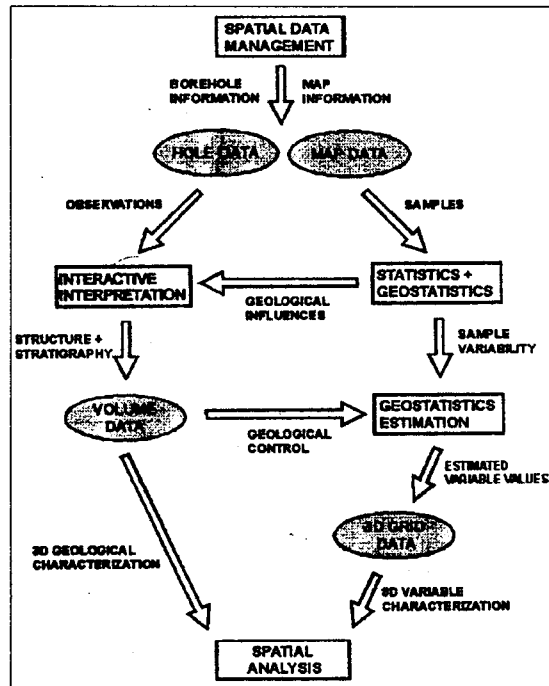 SPATIAL DATA
MANAGEMENT
BOREHOLE
INFORMATION
MAP
INFORMATION
HOLE DATA
MAP DATA
OBSERVATIONS
SAMPLES
INTERACTIVE
INTERPRETATION
GEOLOGICAL
INFLUENCES
STATISTICS +
GEOSTATISTICS
STRUCTURE +
STRATIGRAPHY
SAMPLE
VARIABILITY
VOLUME
DATA
GEOLOGICAL
CONTROL
GEOSTATISTICS
ESTIMATION
ESTIMATED
VARIABLE VALUES
3D GRID
DATA
3D GEOLOGICAL
CHARACTERIZATION
3D VARIABLE
CHARACTERIZATION
SPATIAL
ANALYSIS